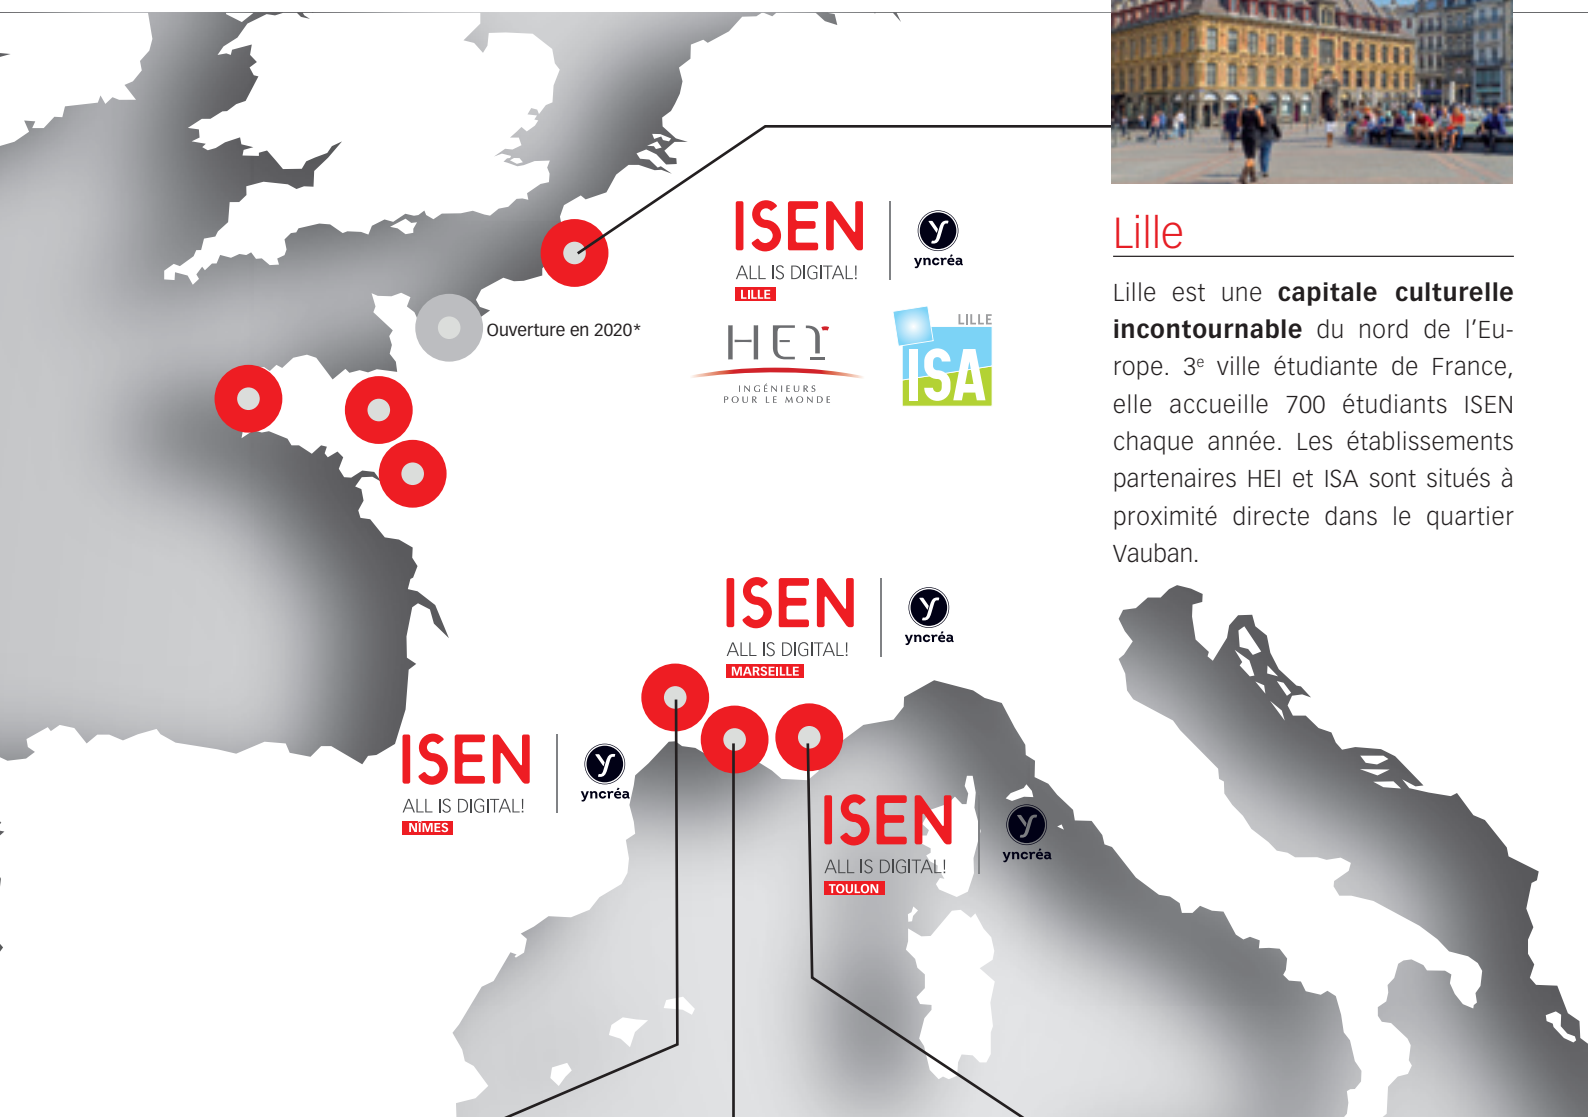 ISEN
ALL IS DIGITAL!
LILLE
yncréa
HEI
INGÉNIEURS
POUR LE MONDE
LILLE
ISA
Ouverture en 2020*
Lille
Lille est une capitale culturelle
incontournable du nord de l’Eu-
rope. 3e ville étudiante de France,
elle accueille 700 étudiants ISEN
chaque année. Les établissements
partenaires HEI et ISA sont situés à
proximité directe dans le quartier
Vauban.
ISEN
ALL IS DIGITAL!
MARSEILLE
yncréa
ISEN
ALL IS DIGITAL!
NÎMES
yncréa
ISEN
ALL IS DIGITAL!
TOULON
yncréa